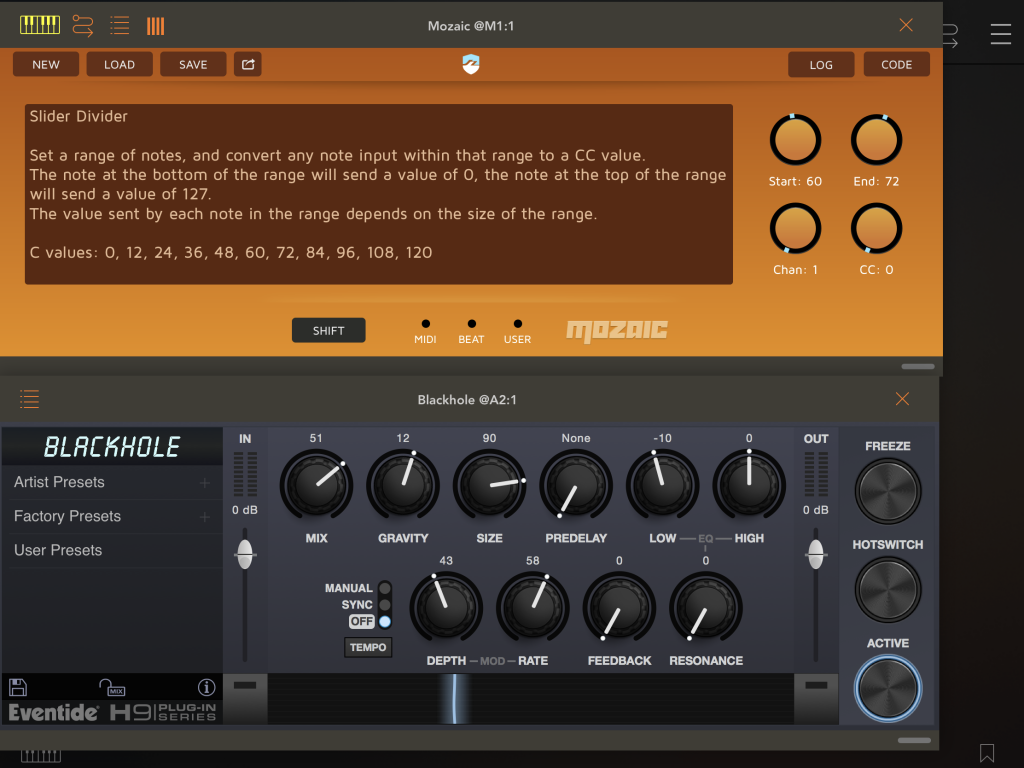 Mozaic @M1:1
NEW
LOAD
SAVE
LOG
CODE
Slider Divider
Set a range of notes, and convert any note input within that range to a CC value.
The note at the bottom of the range will send a value of 0, the note at the top of the range
will send a value of 127.
The value sent by each note in the range depends on the size of the range.
C values: 0, 12, 24, 36, 48, 60, 72, 84, 96, 108, 120
Start: 60
End: 72
Chan: 1
CC: 0
SHIFT
MIDI
BEAT
USER
mozaic
Blackhole @A2:1
BLACKHOLE
Artist Presets
Factory Presets
User Presets
IN
0 dB
51
12
90
None
-10
0
MIX
GRAVITY
SIZE
PREDELAY
LOW
EQ
HIGH
MANUAL
SYNC
OFF
TEMPO
43
58
0
0
DEPTH
MOD
RATE
FEEDBACK
RESONANCE
OUT
0 dB
FREEZE
HOTSWITCH
ACTIVE
MIX
Eventide
H9
PLUG-IN
SERIES